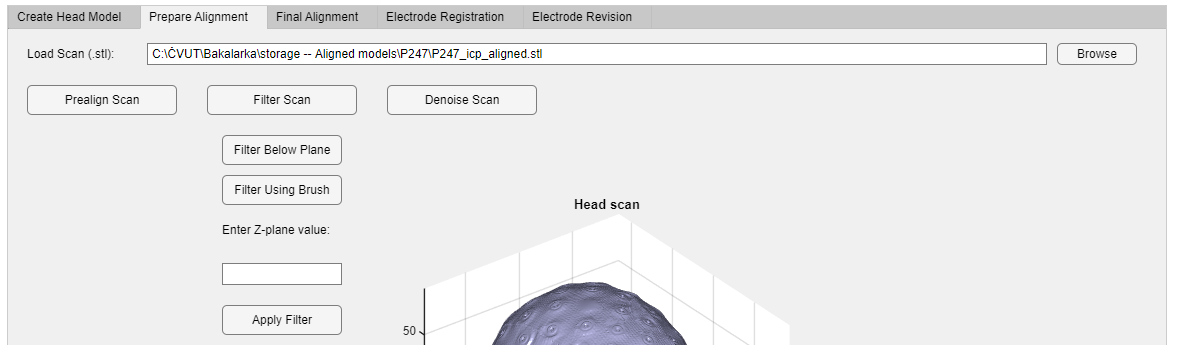 Create Head Model Prepare Alignment Final Alignment Electrode Registration Electrode Revision
Load Scan (.stl): C:\ČVUT\Bakalarka\storage -- Aligned models\P247\P247_icp_aligned.stl Browse
Prealign Scan Filter Scan Denoise Scan
Filter Below Plane
Filter Using Brush
Head scan
Enter Z-plane value:
Apply Filter
50